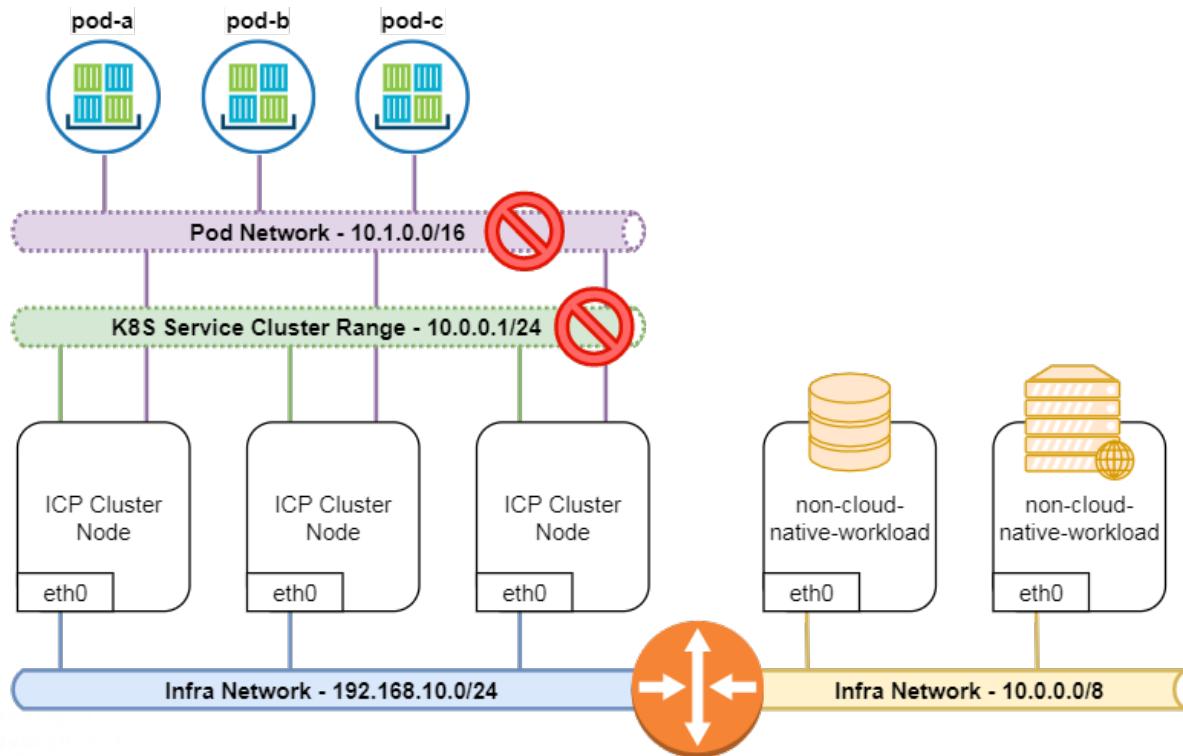 pod-a
pod-b
pod-c
Pod Network - 10.1.0.0/16
K8S Service Cluster Range - 10.0.0.1/24
ICP Cluster
Node
ICP Cluster
Node
ICP Cluster
Node
non-cloud-
native-workload
non-cloud-
native-workload
eth0
eth0
eth0
eth0
eth0
Infra Network - 192.168.10.0/24
Infra Network - 10.0.0.0/8